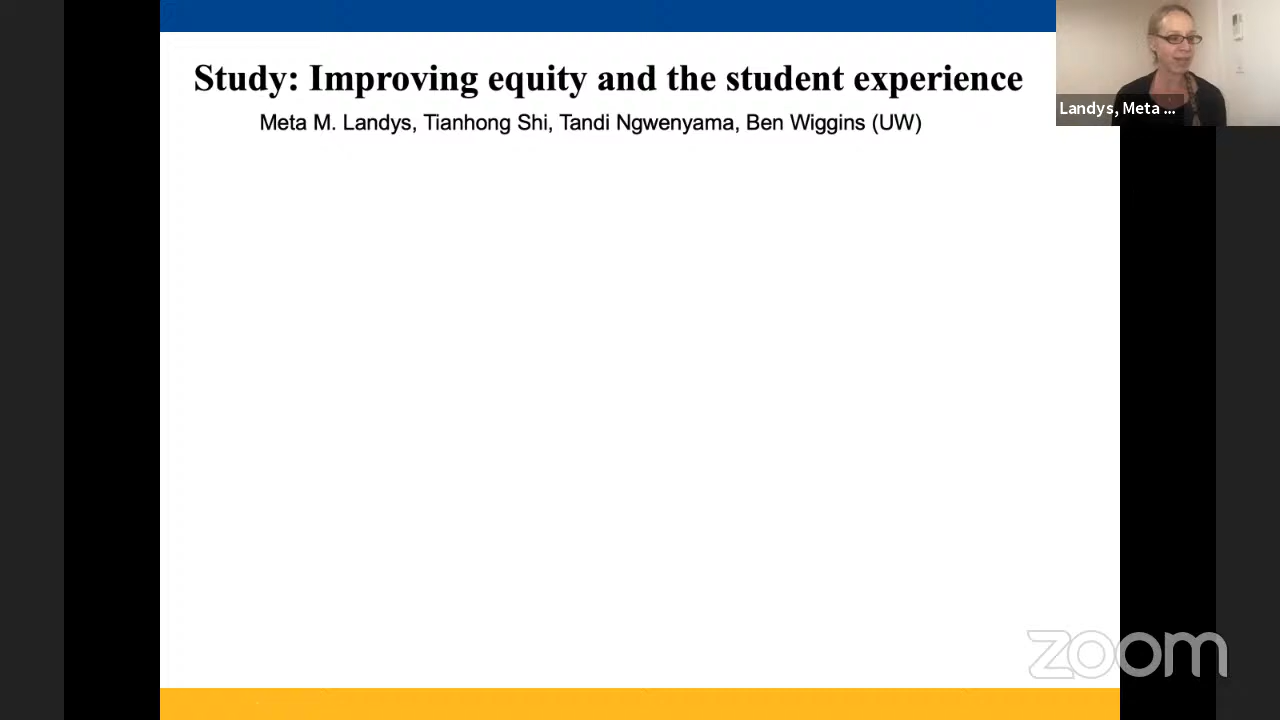 Study: Improving equity and the student experience
Meta M. Landys, Tianhong Shi, Tandi Ngwenyama, Ben Wiggins (UW)
Landys, Meta ...
zoom